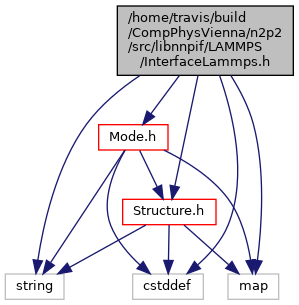 /home/travis/build
/CompPhysVienna/n2p2
/src/libnnpif/LAMMPS
/InterfaceLammps.h
Mode.h
Structure.h
string
cstddef
map